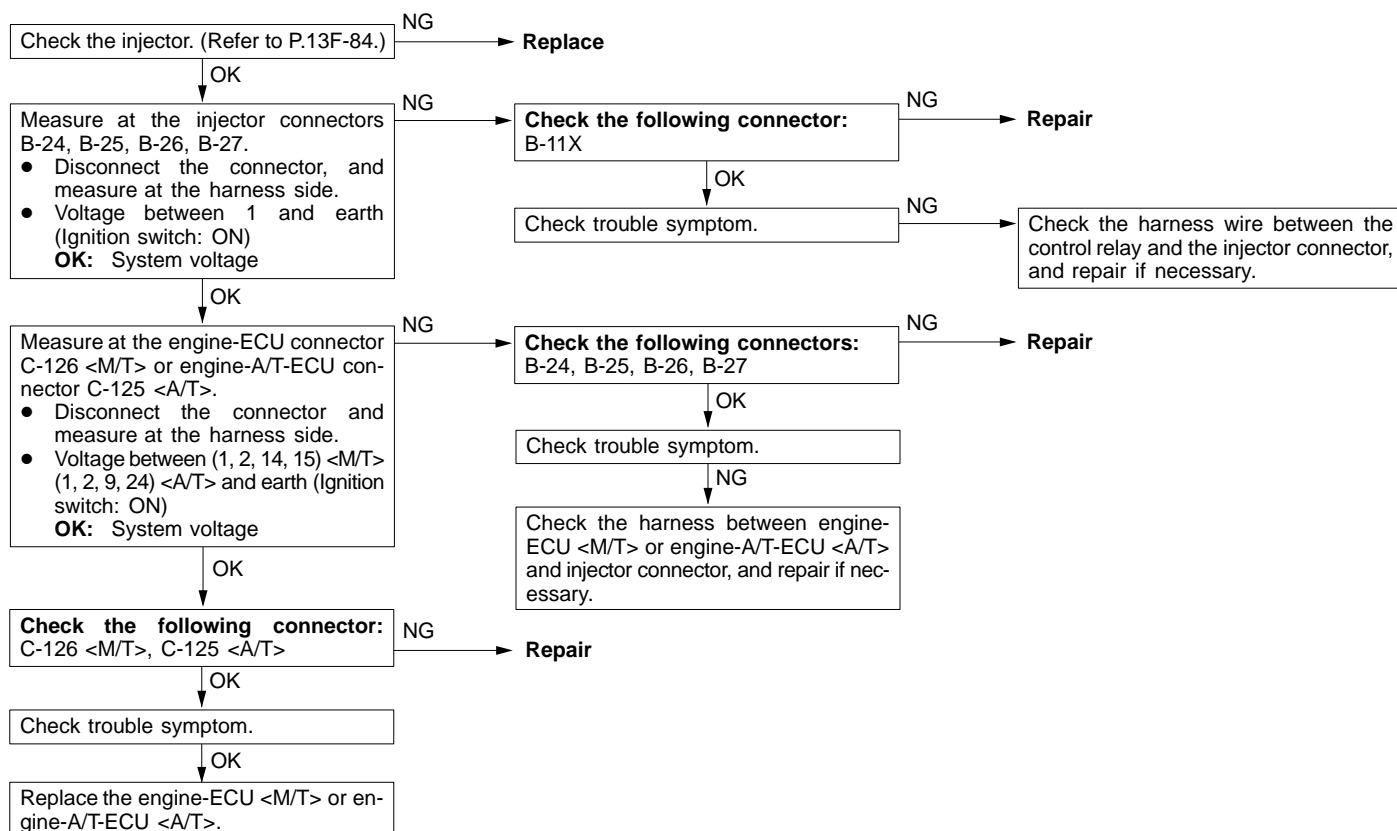 Check the injector. (Refer to P.13F-84.)
NG
Replace
OK
Measure at the injector connectors
B-24, B-25, B-26, B-27.
● Disconnect the connector, and
measure at the harness side.
● Voltage between 1 and earth
(Ignition switch: ON)
OK: System voltage
NG
Check the following connector:
B-11X
NG
Repair
OK
Check trouble symptom.
NG
Check the harness wire between the
control relay and the injector connector,
and repair if necessary.
OK
Measure at the engine-ECU connector
C-126 <M/T> or engine-A/T-ECU con-
nector C-125 <A/T>.
● Disconnect the connector and
measure at the harness side.
● Voltage between (1, 2, 14, 15) <M/T>
(1, 2, 9, 24) <A/T> and earth (Ignition
switch: ON)
OK: System voltage
NG
Check the following connectors:
B-24, B-25, B-26, B-27
NG
Repair
OK
Check trouble symptom.
NG
Check the harness between engine-
ECU <M/T> or engine-A/T-ECU <A/T>
and injector connector, and repair if nec-
essary.
OK
Check the following connector:
C-126 <M/T>, C-125 <A/T>
NG
Repair
OK
Check trouble symptom.
OK
Replace the engine-ECU <M/T> or en-
gine-A/T-ECU <A/T>.